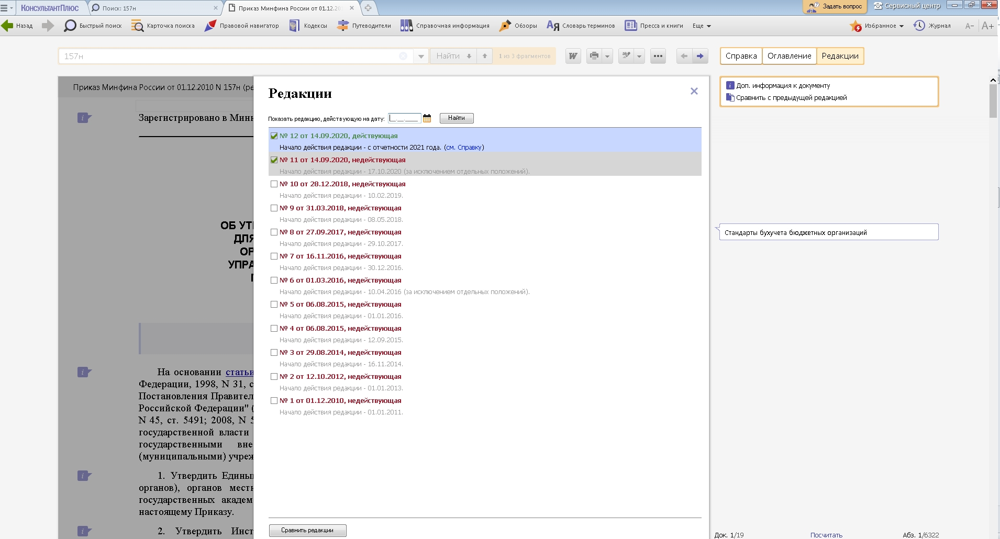 КонсультантПлюс
Поиск: 157н
Приказ Минфина России от 01.12.20
Задать вопрос
Сервисный центр
Назад
Быстрый поиск
Карточка поиска
Правовой навигатор
Кодексы
Путеводители
Справочная информация
Обзоры
Словарь терминов
Пресса и книги
Еще
Избранное
Журнал
А-
А+
157н
Найти
1 из 3 фрагментов
Справка
Оглавление
Редакции
Приказ Минфина России от 01.12.2010 N 157н (ре
Зарегистрировано в Мин
ОБ УТ
ДЛЯ
ОР
УПРА
На основании статьи
Федерации, 1998, N 31, с
Постановления Правител
Российской Федерации" (
N 45, ст. 5491; 2008, N 5
государственной власти
государственными вне
(муниципальными) учреж
1. Утвердить Едины
органов), органов мест
государственных академ
настоящему Приказу.
2. Утвердить Инст
Редакции
Показать редакцию, действующую на дату: __.__.____
Найти
№ 12 от 14.09.2020, действующая
Начало действия редакции - с отчетности 2021 года. (см. Справку)
№ 11 от 14.09.2020, недействующая
Начало действия редакции - 17.10.2020 (за исключением отдельных положений).
№ 10 от 28.12.2018, недействующая
Начало действия редакции - 10.02.2019.
№ 9 от 31.03.2018, недействующая
Начало действия редакции - 08.05.2018.
№ 8 от 27.09.2017, недействующая
Начало действия редакции - 29.10.2017.
№ 7 от 16.11.2016, недействующая
Начало действия редакции - 30.12.2016.
№ 6 от 01.03.2016, недействующая
Начало действия редакции - 10.04.2016 (за исключением отдельных положений).
№ 5 от 06.08.2015, недействующая
Начало действия редакции - 01.01.2016.
№ 4 от 06.08.2015, недействующая
Начало действия редакции - 12.09.2015.
№ 3 от 29.08.2014, недействующая
Начало действия редакции - 16.11.2014.
№ 2 от 12.10.2012, недействующая
Начало действия редакции - 01.01.2013.
№ 1 от 01.12.2010, недействующая
Начало действия редакции - 01.01.2011.
Сравнить редакции
Доп. информация к документу
Сравнить с предыдущей редакцией
Стандарты бухучета бюджетных организаций
Док. 1/19
Посчитать
Абз. 1/6322